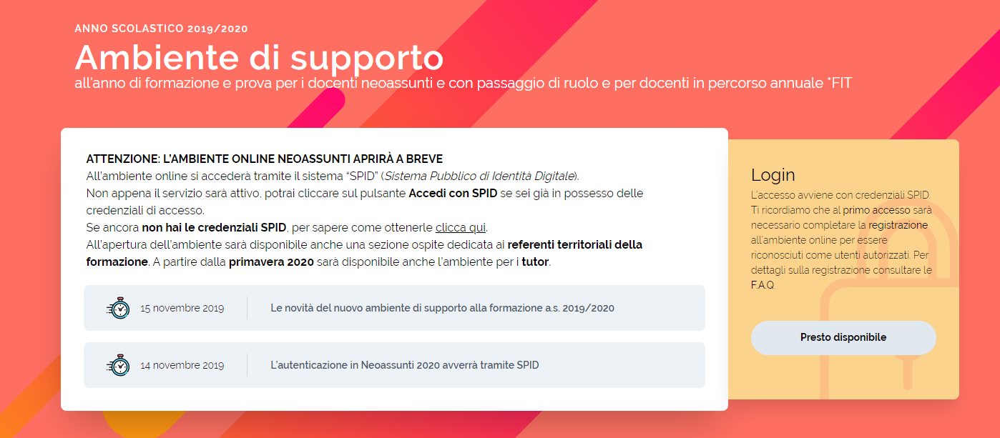 ANNO SCOLASTICO 2019/2020
Ambiente di supporto
all'anno di formazione e prova per i docenti neoassunti e con passaggio di ruolo e per docenti in percorso annuale *FIT
ATTENZIONE: L'AMBIENTE ONLINE NEOASSUNTI APRIRÀ A BREVE
All'ambiente online si accederà tramite il sistema “SPID” (Sistema Pubblico di Identità Digitale).
Non appena il servizio sarà attivo, potrai cliccare sul pulsante Accedi con SPID se sei già in possesso delle
credenziali di accesso.
Se ancora non hai le credenziali SPID, per sapere come ottenerle clicca qui.
All'apertura dell'ambiente sarà disponibile anche una sezione ospite dedicata ai referenti territoriali della
formazione. A partire dalla primavera 2020 sarà disponibile anche l'ambiente per i tutor.
15 novembre 2019
Le novità del nuovo ambiente di supporto alla formazione a.s. 2019/2020
14 novembre 2019
L'autenticazione in Neoassunti 2020 avverrà tramite SPID
Login
L'accesso avviene con credenziali SPID.
Ti ricordiamo che al primo accesso sarà
necessario completare la registrazione
all'ambiente online per essere
riconosciuti come utenti autorizzati. Per
dettagli sulla registrazione consultare le
F.A.Q.
Presto disponibile